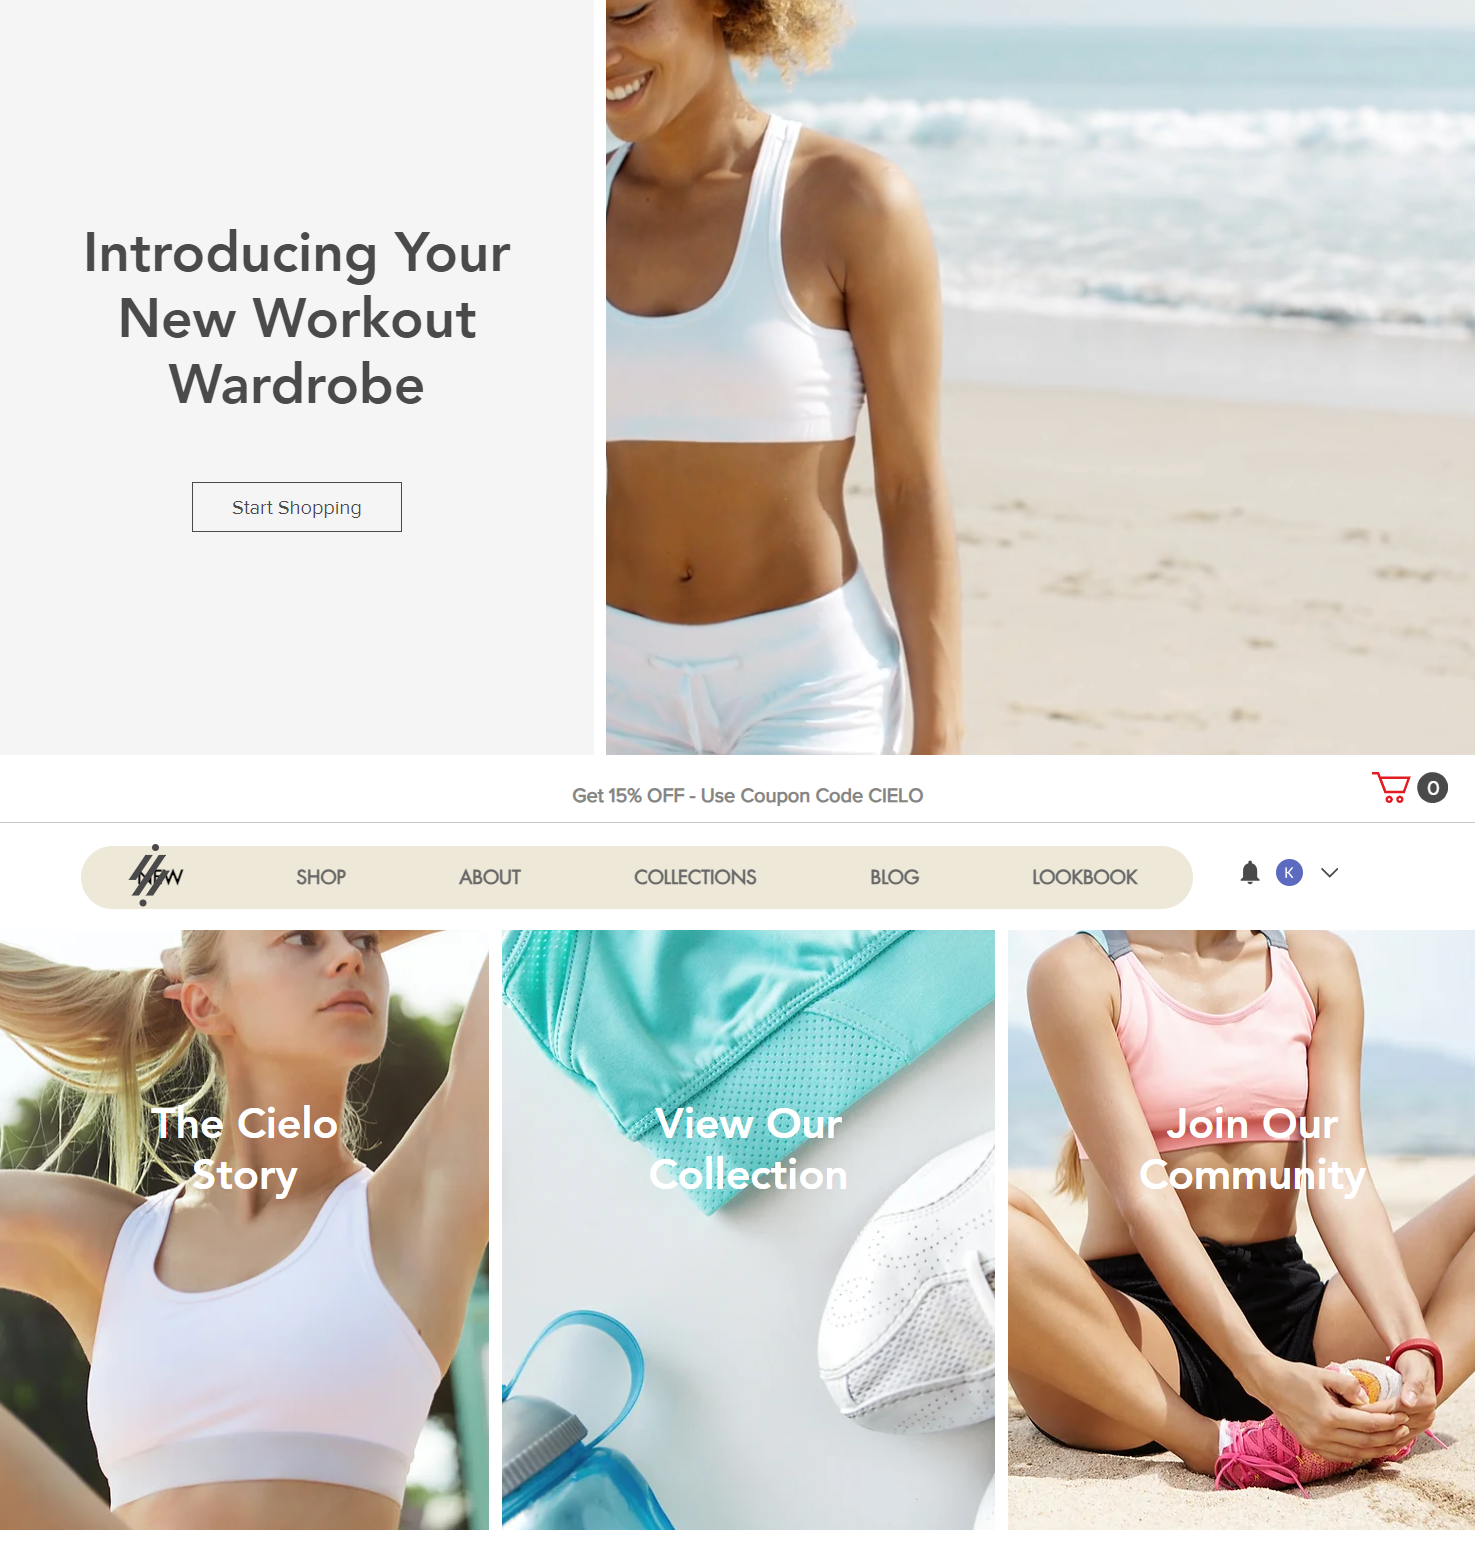 Introducing Your
New Workout
Wardrobe
Start Shopping
Get 15% OFF - Use Coupon Code CIELO
0
NEW SHOP ABOUT COLLECTIONS BLOG LOOKBOOK
K
The Cielo
Story
View Our
Collection
Join Our
Community